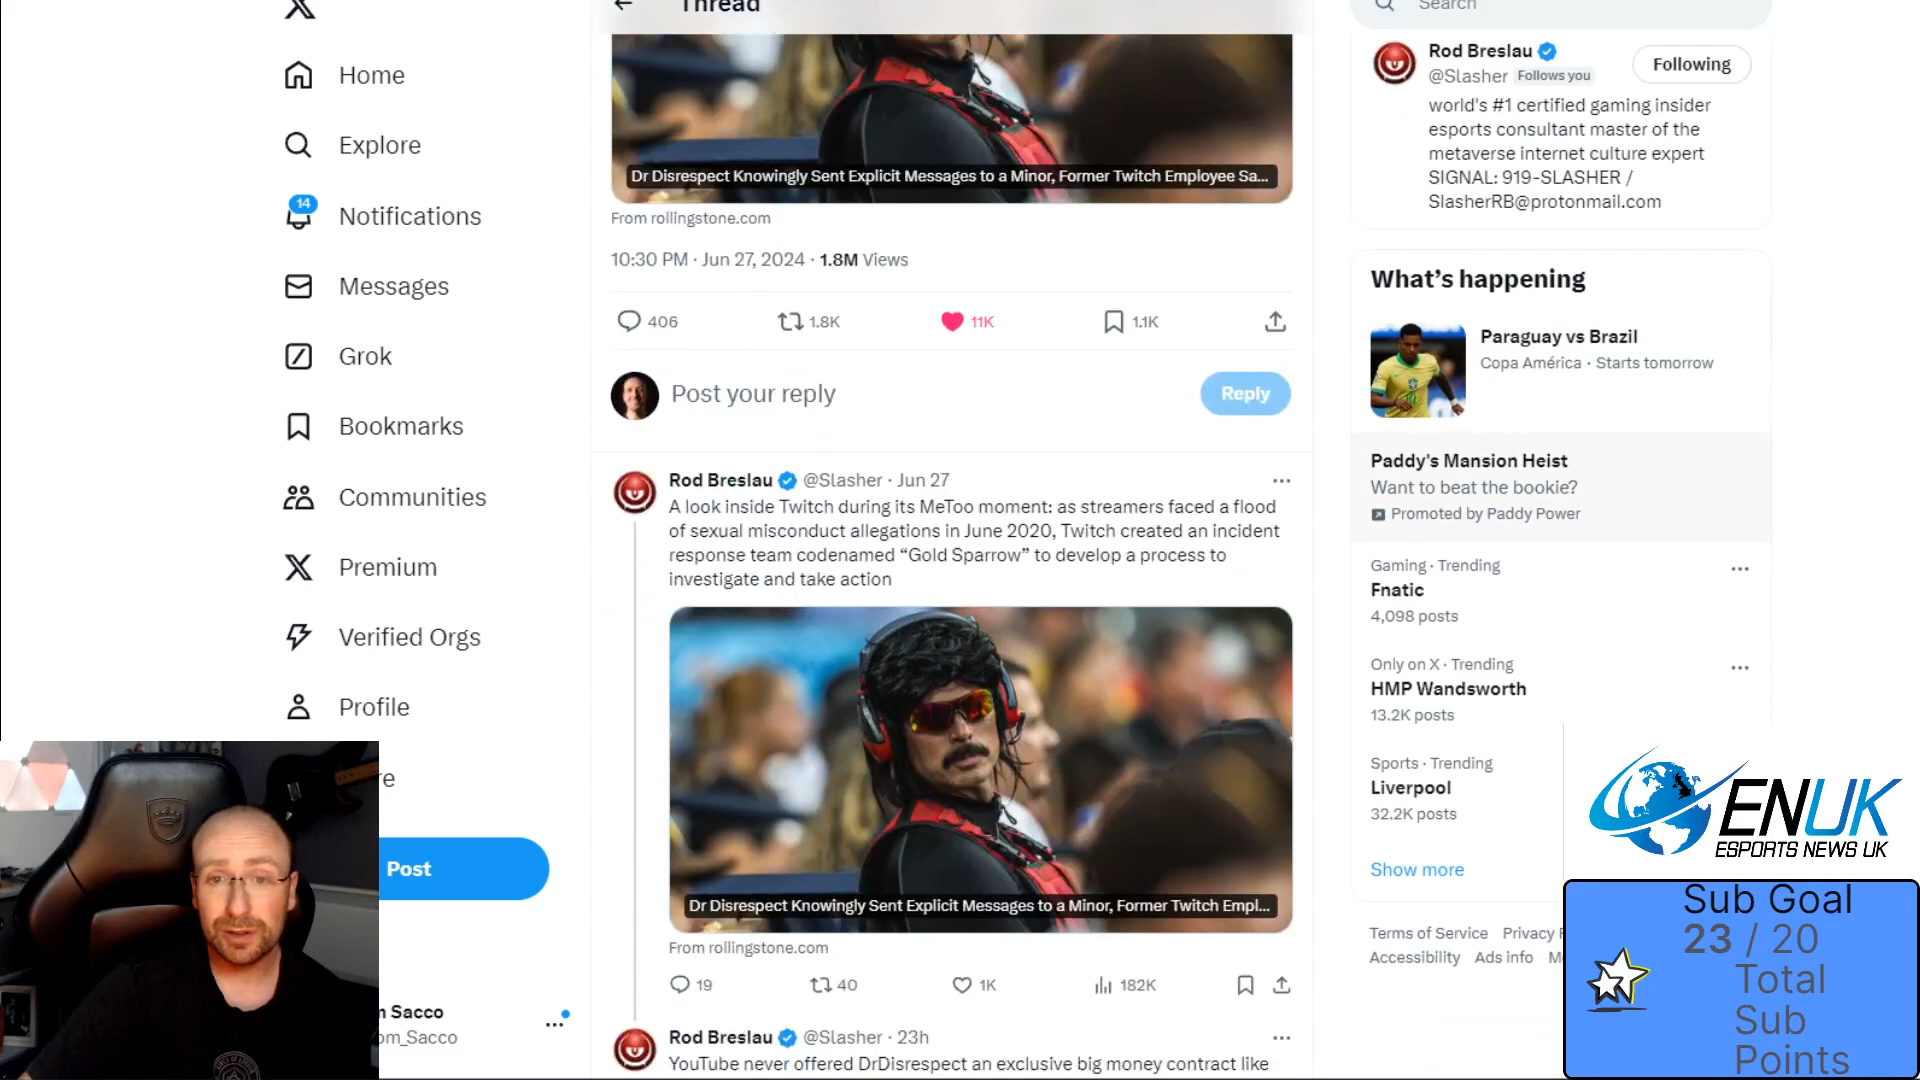 Thread
Home
Explore
14
Notifications
Messages
Grok
Bookmarks
Communities
Premium
Verified Orgs
Profile
re
Post
m Sacco
om_Sacco
Dr Disrespect Knowingly Sent Explicit Messages to a Minor, Former Twitch Employee Sa...
From rollingstone.com
10:30 PM · Jun 27, 2024 · 1.8M Views
406 1.8K 11K 1.1K
Post your reply
Reply
Rod Breslau @Slasher · Jun 27
A look inside Twitch during its MeToo moment: as streamers faced a flood
of sexual misconduct allegations in June 2020, Twitch created an incident
response team codenamed “Gold Sparrow” to develop a process to
investigate and take action
Dr Disrespect Knowingly Sent Explicit Messages to a Minor, Former Twitch Empl...
From rollingstone.com
19 40 1K 182K
Rod Breslau @Slasher · 23h
YouTube never offered DrDisrespect an exclusive big money contract like
Search
Rod Breslau
@Slasher Follows you
Following
world's #1 certified gaming insider
esports consultant master of the
metaverse internet culture expert
SIGNAL: 919-SLASHER /
SlasherRB@protonmail.com
What’s happening
Paraguay vs Brazil
Copa América · Starts tomorrow
Paddy's Mansion Heist
Want to beat the bookie?
Promoted by Paddy Power
Gaming · Trending
Fnatic
4,098 posts
Only on X · Trending
HMP Wandsworth
13.2K posts
Sports · Trending
Liverpool
32.2K posts
Show more
Terms of Service Privacy
Accessibility Ads info M
ENUK
ESPORTS NEWS UK
Sub Goal
23 / 20
Total
Sub
Points